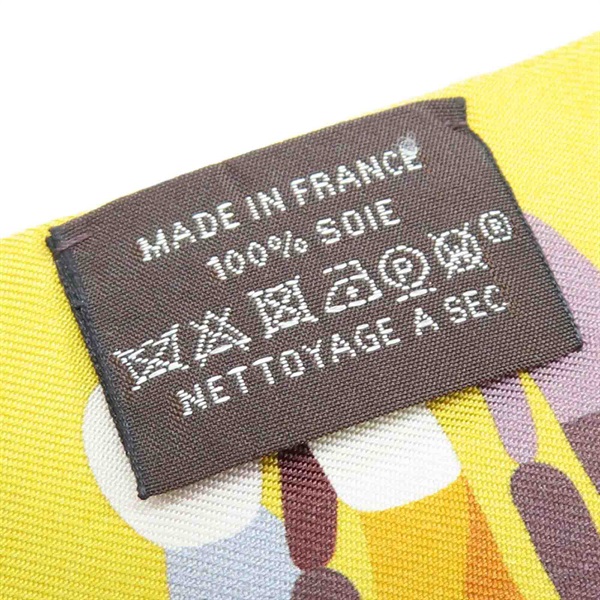 MADE IN FRANCE
100% SOIE
P ®
NETTOYAGE A SEC